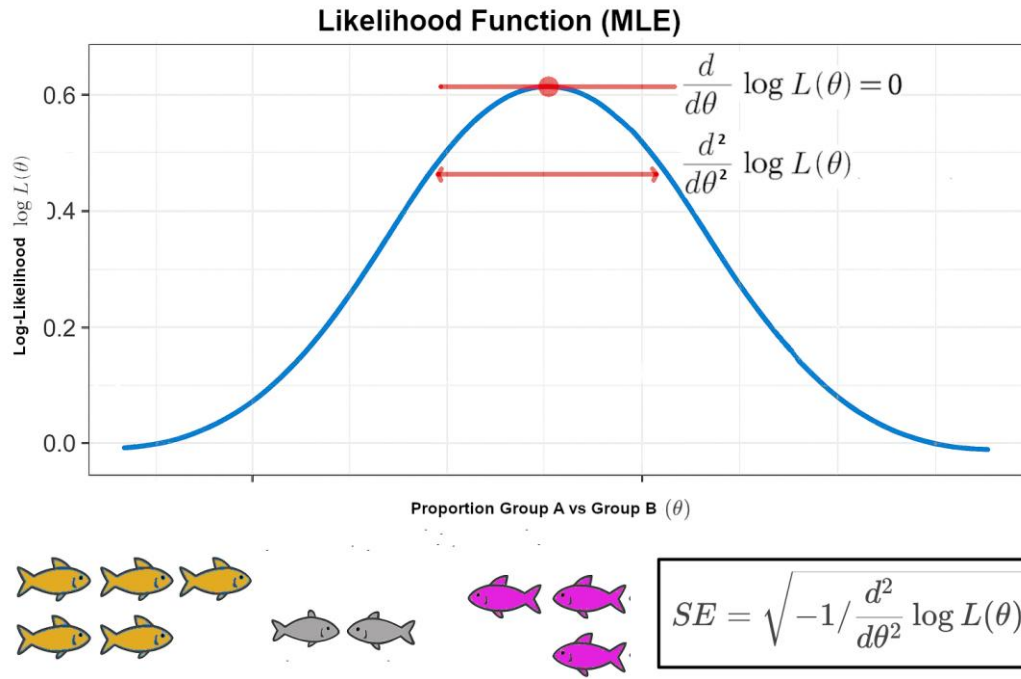 Likelihood Function (MLE)
d/dθ log L(θ) = 0
0.6
d²/dθ² log L(θ)
Log-Likelihood log L(θ)
0.4
0.2
0.0
Proportion Group A vs Group B (θ)
SE = √(-1/ d²/dθ² log L(θ))